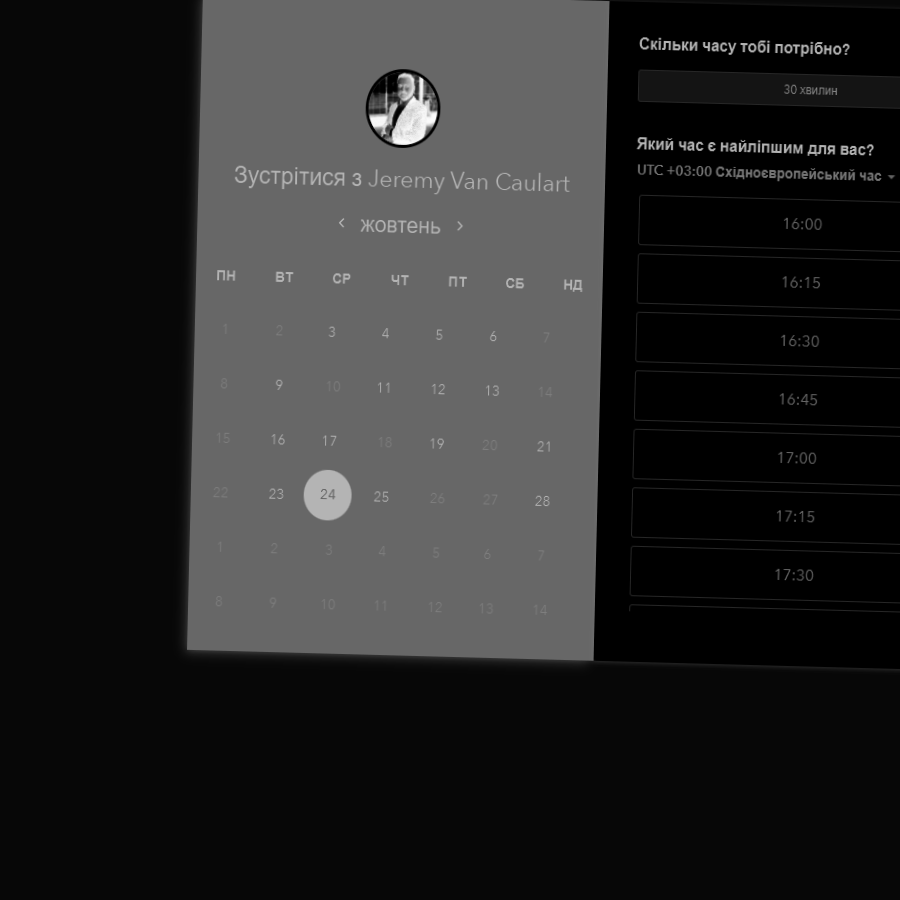 Зустрітися з Jeremy Van Caulart
жовтень
ПН ВТ СР ЧТ ПТ СБ НД
1 2 3 4 5 6 7
8 9 10 11 12 13 14
15 16 17 18 19 20 21
22 23 24 25 26 27 28
1 2 3 4 5 6 7
8 9 10 11 12 13 14
Скільки часу тобі потрібно?
30 хвилин
Який час є найліпшим для вас?
UTC +03:00 Східноєвропейський час
16:00
16:15
16:30
16:45
17:00
17:15
17:30